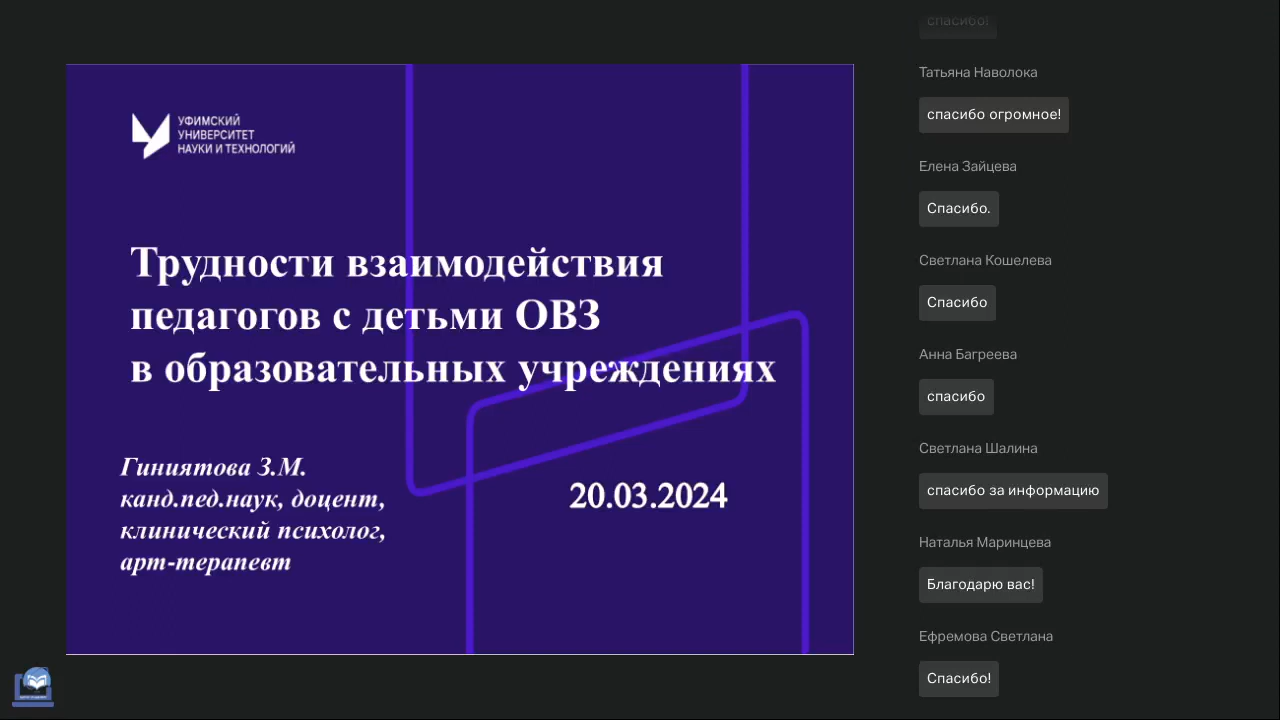 УФИМСКИЙ
УНИВЕРСИТЕТ
НАУКИ И ТЕХНОЛОГИЙ
Трудности взаимодействия
педагогов с детьми ОВЗ
в образовательных учреждениях
Гиниятова З.М.
канд.пед.наук, доцент,
клинический психолог,
арт-терапевт
20.03.2024
спасибо!
Татьяна Наволока
спасибо огромное!
Елена Зайцева
Спасибо.
Светлана Кошелева
Спасибо
Анна Багреева
спасибо
Светлана Шалина
спасибо за информацию
Наталья Маринцева
Благодарю вас!
Ефремова Светлана
Спасибо!